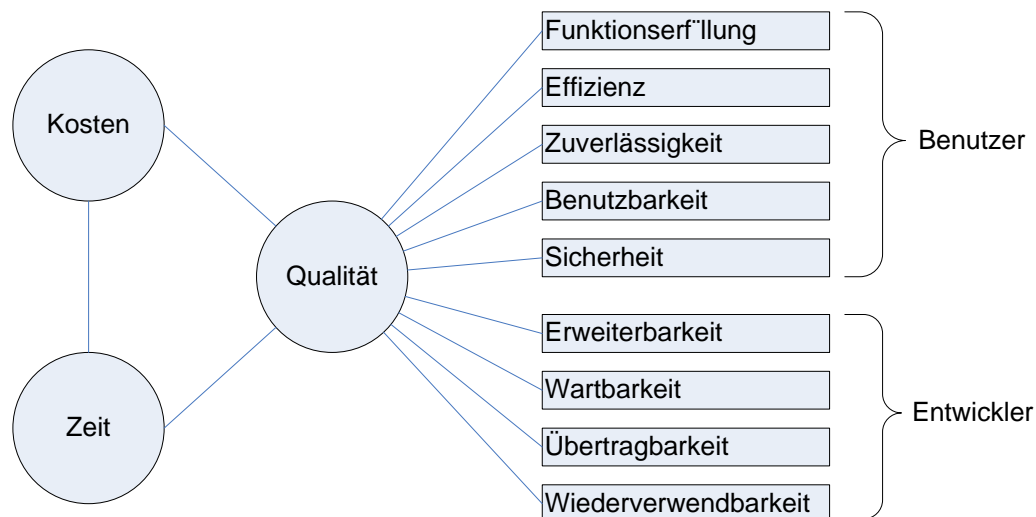 Kosten
Zeit
Qualität
Funktionserf¨llung
Effizienz
Zuverlässigkeit
Benutzbarkeit
Sicherheit
Benutzer
Erweiterbarkeit
Wartbarkeit
Übertragbarkeit
Wiederverwendbarkeit
Entwickler